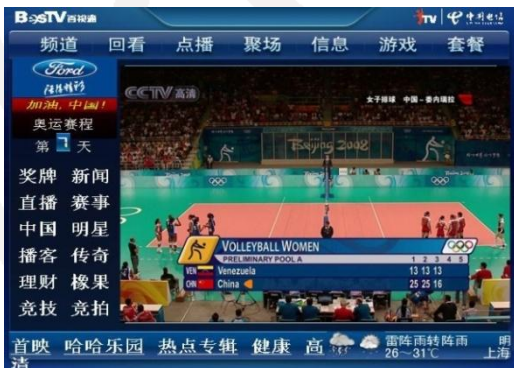 BesTV百视通
iTV 中国电信
频道 回看 点播 聚场 信息 游戏 套餐
Ford
加油，中国！
奥运赛程
第 7 天
奖牌 新闻
直播 赛事
中国 明星
播客 传奇
理财 橡果
竞技 竞拍
CCTV 高清
女子排球 中国-委内瑞拉
Beijing 2008
VOLLEYBALL WOMEN
PRELIMINARY POOL A 1 2 3 4 5
VEN Venezuela 13 13 13
CHN China 25 25 16
首映 哈哈乐园 热点专辑 健康 高清
雷阵雨转阵雨 明
26~31℃ 上海